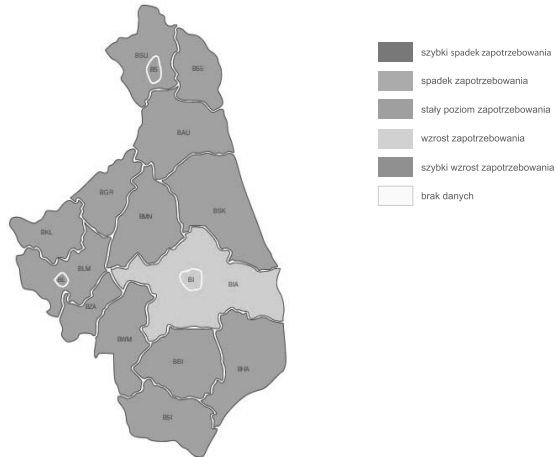 BSU
BS
BSE
BAU
BGR
BMN
BSK
BKL
BLM
BŁ
BZA
BI
BIA
BWM
BBI
BHA
BSI
szybki spadek zapotrzebowania
spadek zapotrzebowania
stały poziom zapotrzebowania
wzrost zapotrzebowania
szybki wzrost zapotrzebowania
brak danych